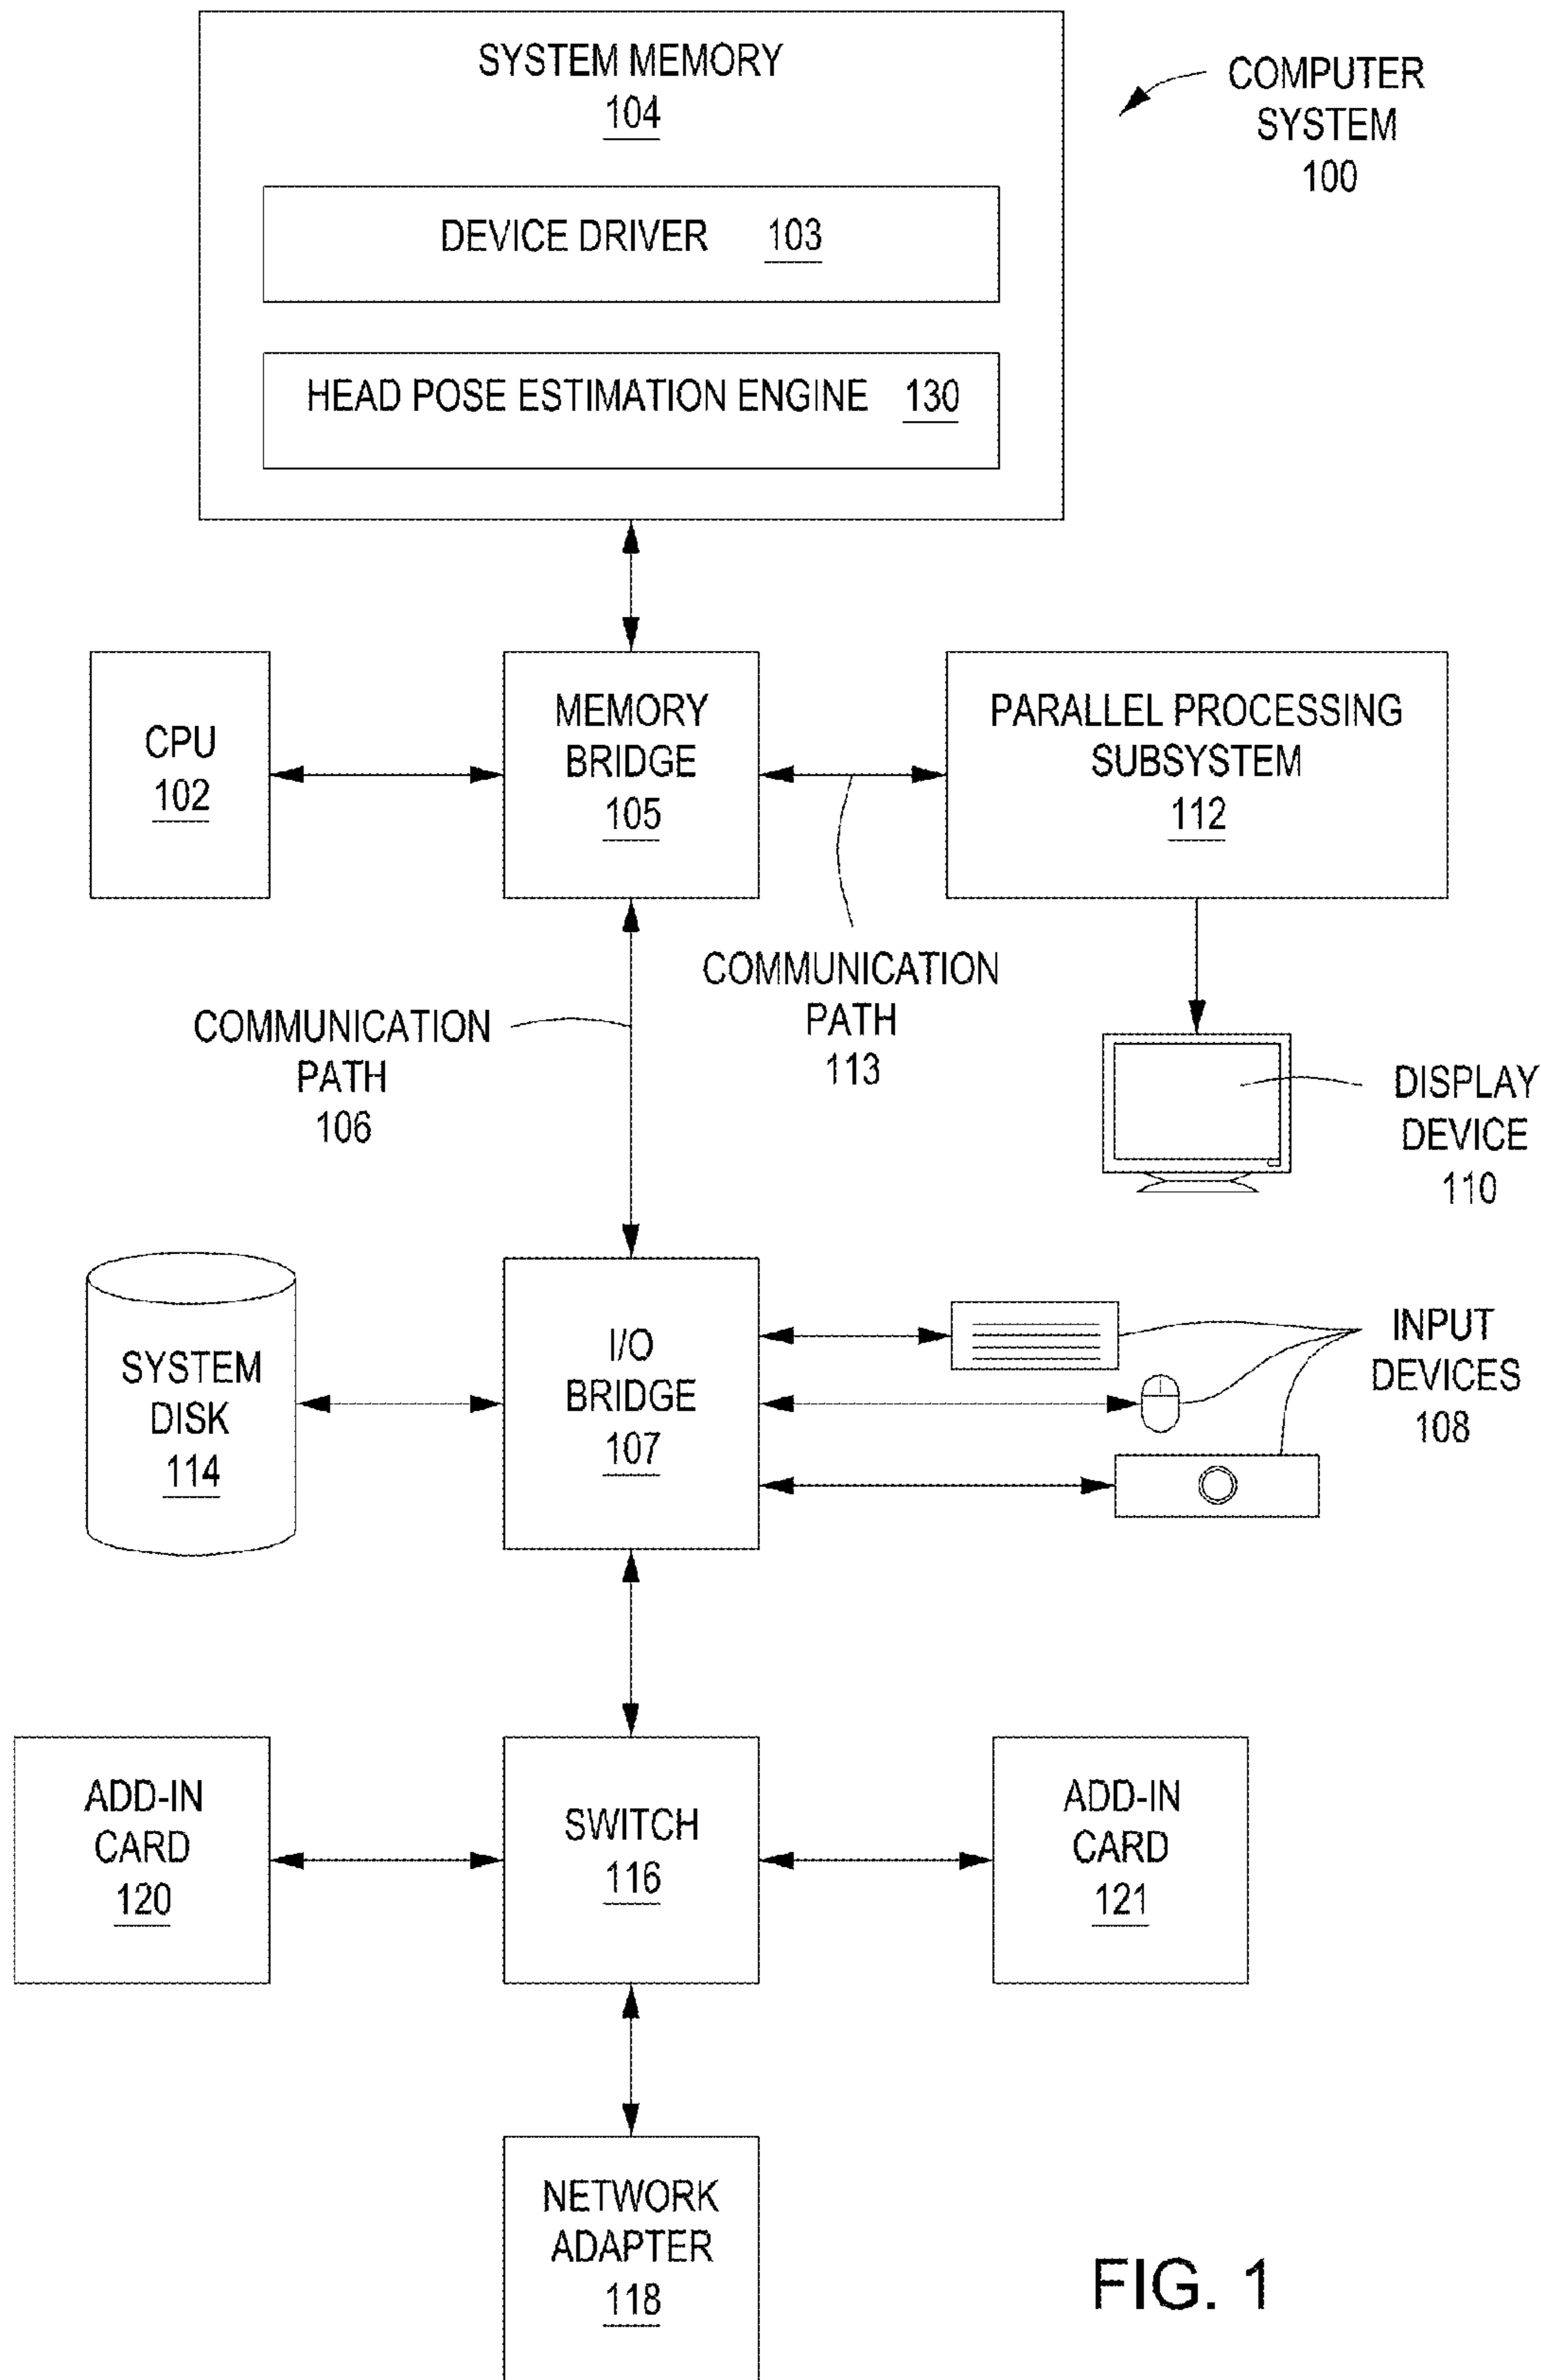 SYSTEM MEMORY
104
COMPUTER
SYSTEM
100
DEVICE DRIVER 103
HEAD POSE ESTIMATION ENGINE 130
CPU
102
MEMORY
BRIDGE
105
PARALLEL PROCESSING
SUBSYSTEM
112
COMMUNICATION
PATH
113
COMMUNICATION
PATH
106
DISPLAY
DEVICE
110
SYSTEM
DISK
114
I/O
BRIDGE
107
INPUT
DEVICES
108
ADD-IN
CARD
120
SWITCH
116
ADD-IN
CARD
121
NETWORK
ADAPTER
118
FIG. 1